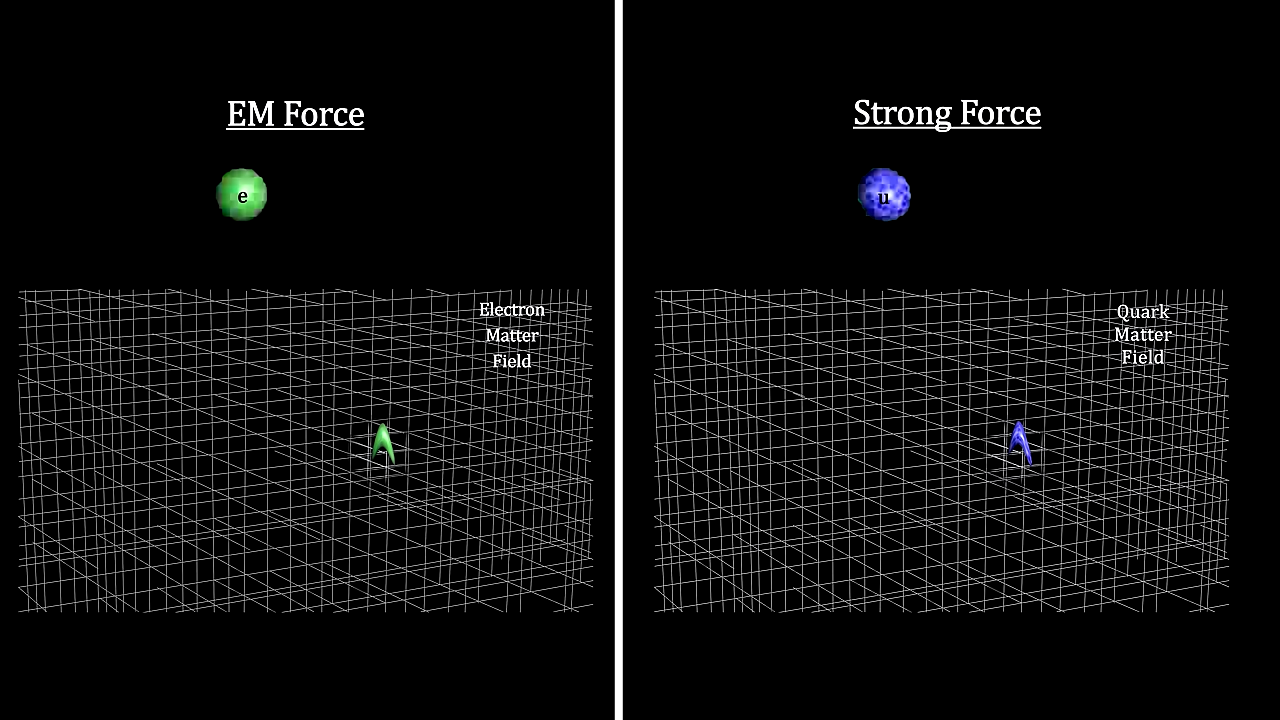 EM Force
e
Electron
Matter
Field
Strong Force
u
Quark
Matter
Field